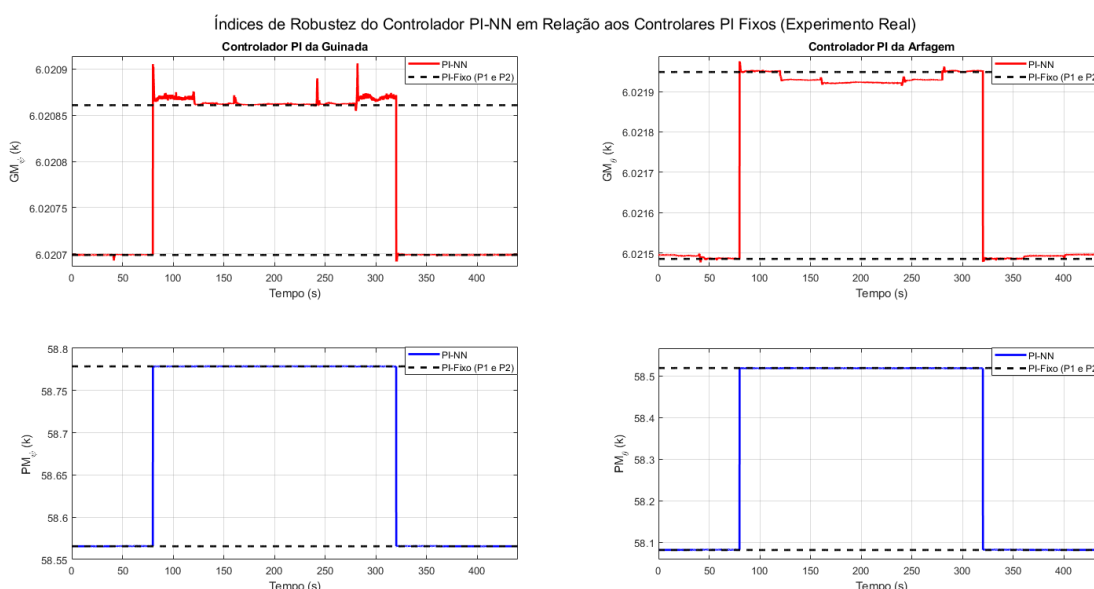 Índices de Robustez do Controlador PI-NN em Relação aos Controlares PI Fixos (Experimento Real)
Controlador PI da Guinada
PI-NN
PI-Fixo (P1 e P2)
6.0209
6.02085
6.0208
6.02075
6.0207
GM ψ̇ (k)
0 50 100 150 200 250 300 350 400
Tempo (s)
Controlador PI da Arfagem
PI-NN
PI-Fixo (P1 e P2)
6.0219
6.0218
6.0217
6.0216
6.0215
GM θ (k)
0 50 100 150 200 250 300 350 400
Tempo (s)
PI-NN
PI-Fixo (P1 e P2)
58.8
58.75
58.7
58.65
58.6
58.55
PM ψ̇ (k)
0 50 100 150 200 250 300 350 400
Tempo (s)
PI-NN
PI-Fixo (P1 e P2
58.5
58.4
58.3
58.2
58.1
PM θ (k)
0 50 100 150 200 250 300 350 400
Tempo (s)